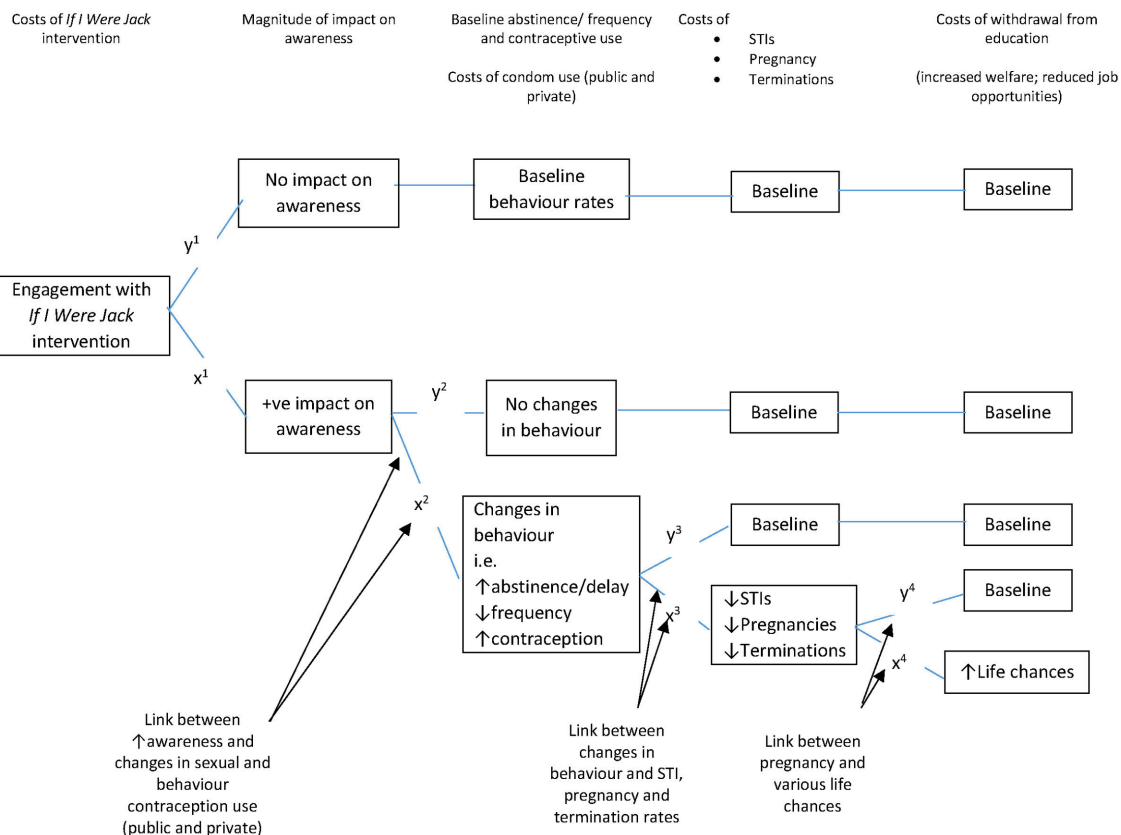 Costs of If I Were Jack
intervention
Magnitude of impact on
awareness
Baseline abstinence/ frequency
and contraceptive use
Costs of condom use (public and
private)
Costs of
• STIs
• Pregnancy
• Terminations
Costs of withdrawal from
education
(increased welfare; reduced job
opportunities)
No impact on
awareness
Baseline
behaviour rates
Baseline
Baseline
y¹
Engagement with
If I Were Jack
intervention
x¹
+ve impact on
awareness
y²
No changes
in behaviour
Baseline
Baseline
x²
Changes in
behaviour
i.e.
↑abstinence/delay
↓frequency
↑contraception
y³
Baseline
Baseline
x³
↓STIs
↓Pregnancies
↓Terminations
y⁴
Baseline
x⁴
↑Life chances
Link between
↑awareness and
changes in sexual and
behaviour
contraception use
(public and private)
Link between
changes in
behaviour and STI,
pregnancy and
termination rates
Link between
pregnancy and
various life
chances